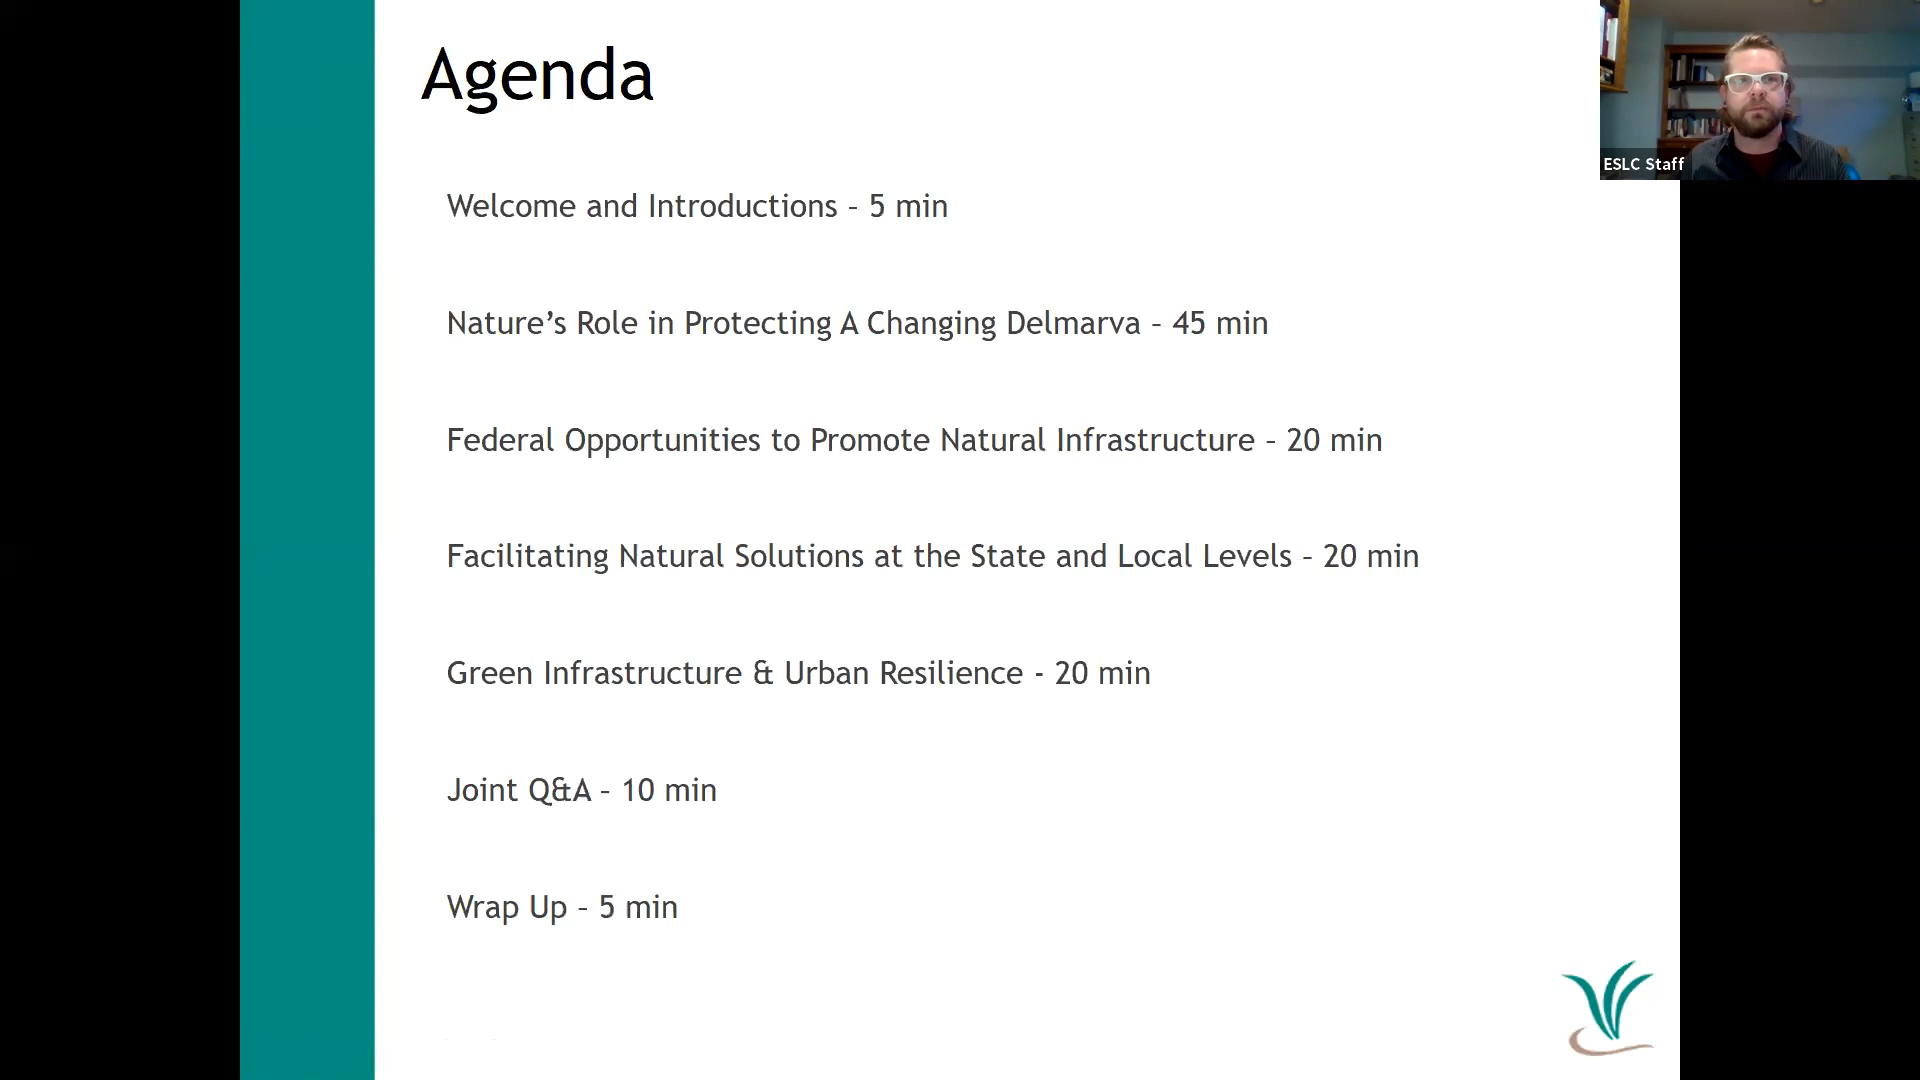 Agenda
ESLC Staff
Welcome and Introductions – 5 min
Nature’s Role in Protecting A Changing Delmarva – 45 min
Federal Opportunities to Promote Natural Infrastructure – 20 min
Facilitating Natural Solutions at the State and Local Levels – 20 min
Green Infrastructure & Urban Resilience - 20 min
Joint Q&A – 10 min
Wrap Up – 5 min